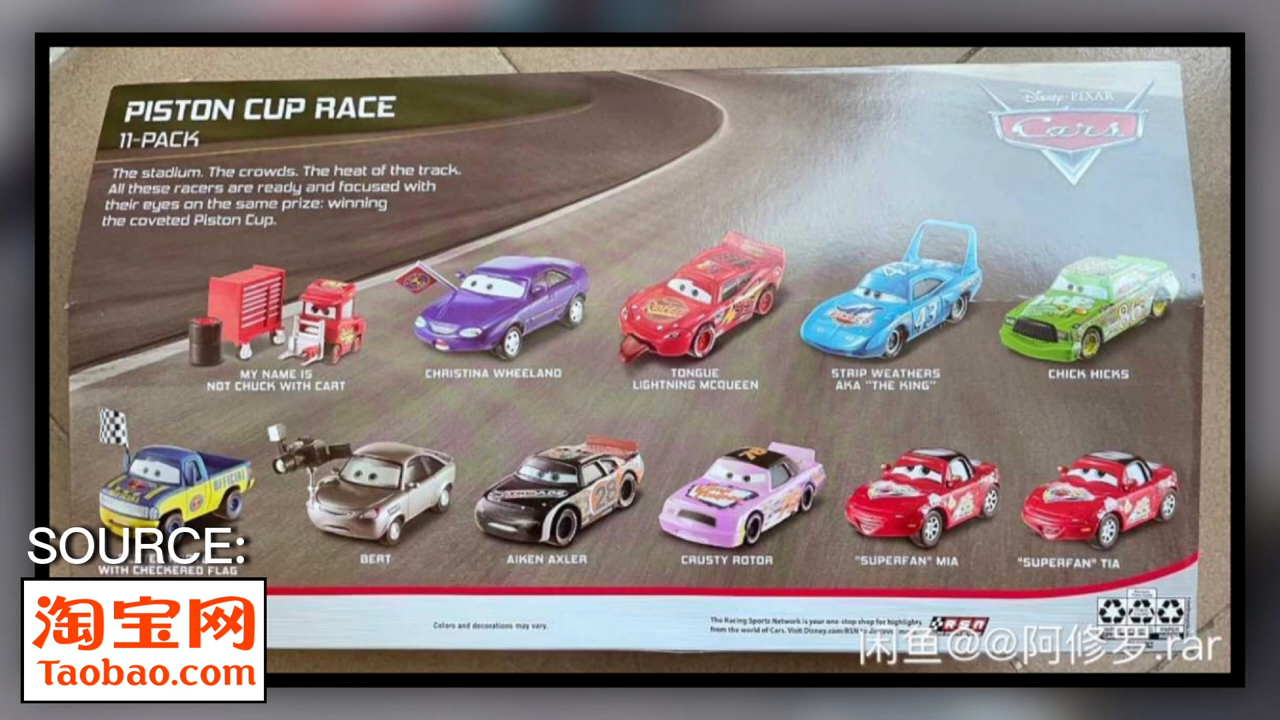 PISTON CUP RACE
11-PACK
The stadium. The crowds. The heat of the track.
All these racers are ready and focused with
their eyes on the same prize: winning
the coveted Piston Cup.
Disney·PIXAR
Cars
MY NAME IS
NOT CHUCK WITH CART
CHRISTINA WHEELAND
TONGUE
LIGHTNING MCQUEEN
STRIP WEATHERS
AKA "THE KING"
CHICK HICKS
43
86
OFFICIAL
28
WITH CHECKERED FLAG
BERT
AIKEN AXLER
CRUSTY ROTOR
"SUPERFAN" MIA
"SUPERFAN" TIA
SOURCE:
淘宝网
Taobao.com
Colors and decorations may vary.
The Racing Sports Network is your one-stop shop for highlights
from the world of Cars. Visit Disney.com/RSN
RSN
闲鱼@@阿修罗.rar